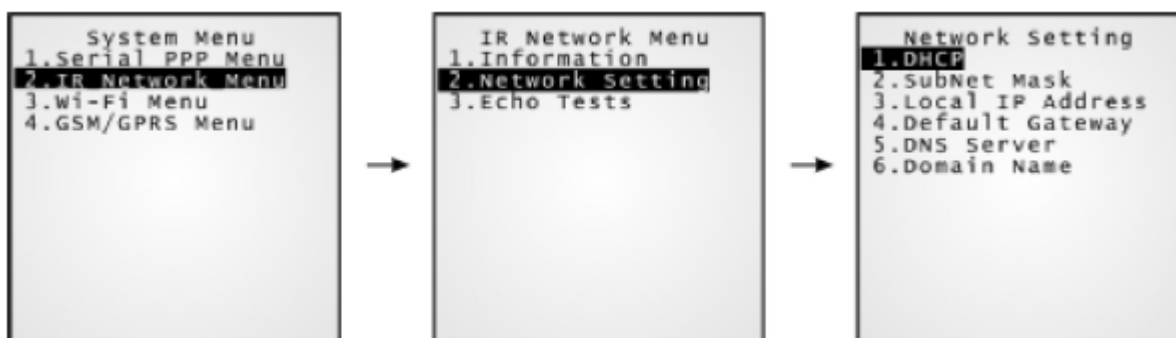 System Menu
1.Serial PPP Menu
2.IR Network Menu
3.Wi-Fi Menu
4.GSM/GPRS Menu
IR Network Menu
1.Information
2.Network Setting
3.Echo Tests
Network Setting
1.DHCP
2.SubNet Mask
3.Local IP Address
4.Default Gateway
5.DNS Server
6.Domain Name